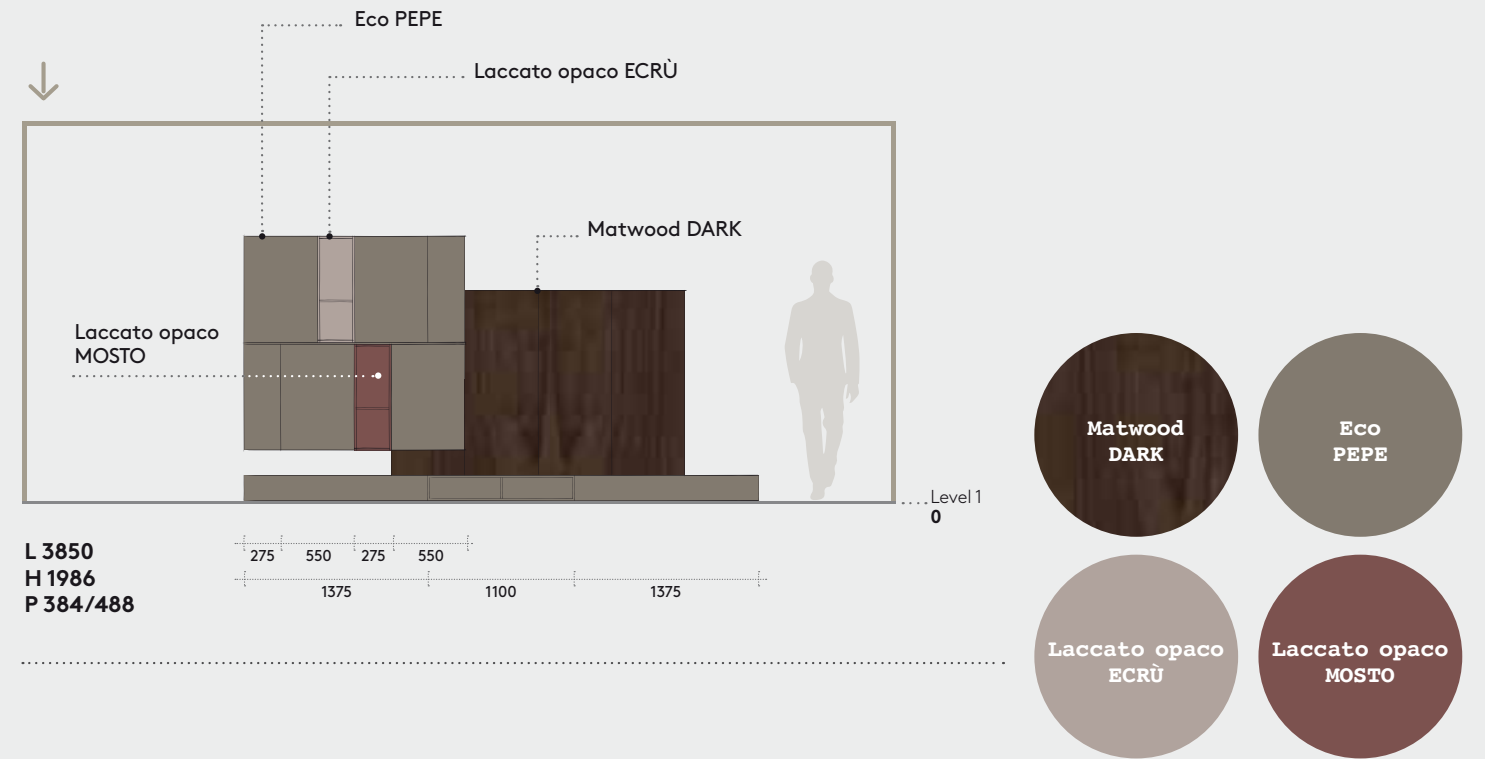 Eco PEPE
Laccato opaco ECRÙ
Matwood DARK
Laccato opaco
MOSTO
Level 1
0
L 3850
H 1986
P 384/488
275 550 275 550
1375 1100 1375
Matwood
DARK
Eco
PEPE
Laccato opaco
ECRÙ
Laccato opaco
MOSTO